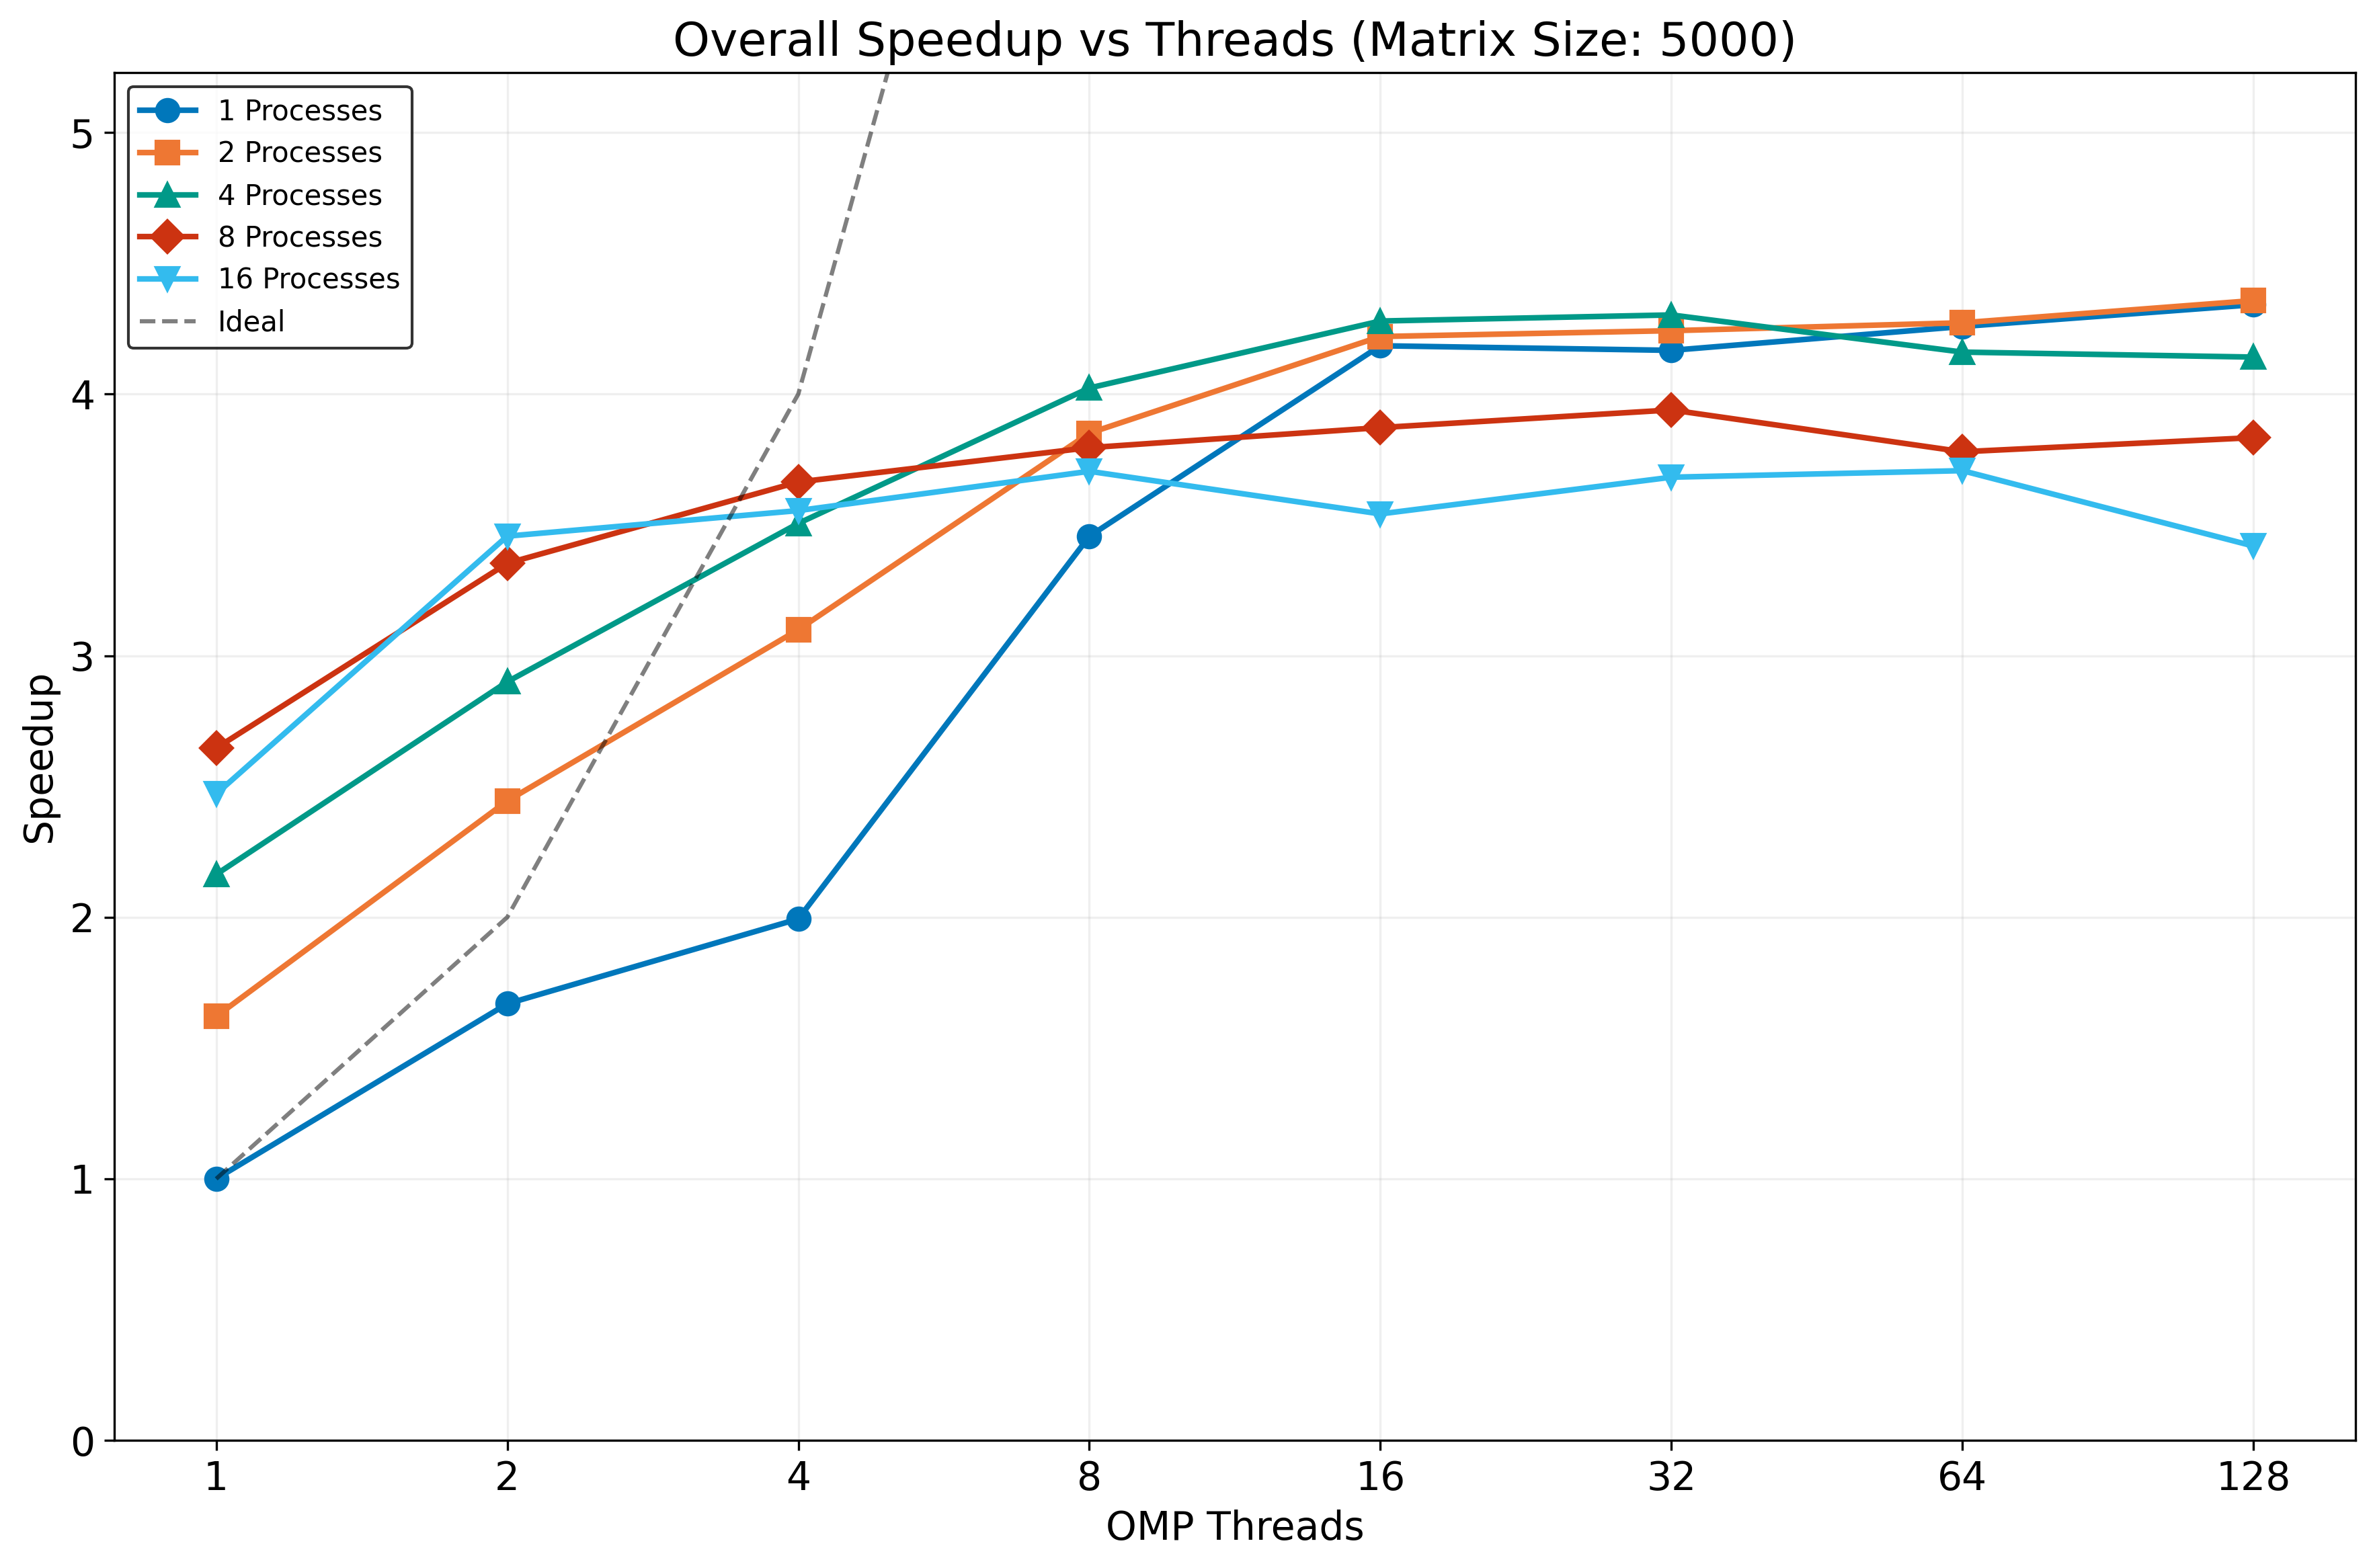 Overall Speedup vs Threads (Matrix Size: 5000)
1 Processes
2 Processes
4 Processes
8 Processes
16 Processes
Ideal
Speedup
5
4
3
2
1
0
1 2 4 8 16 32 64 128
OMP Threads